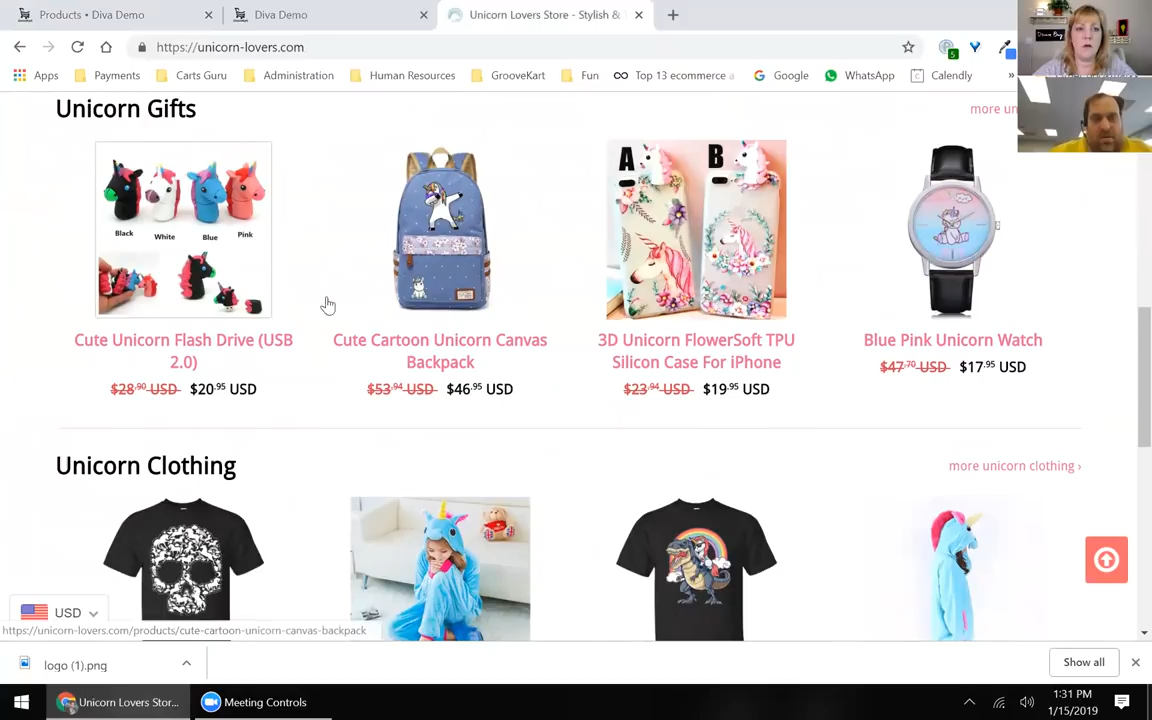 Products • Diva Demo
Diva Demo
Unicorn Lovers Store - Stylish &
https://unicorn-lovers.com
5
Apps
Payments
Carts Guru
Administration
Human Resources
GrooveKart
Fun
Top 13 ecommerce a
Google
WhatsApp
Calendly
»
Unicorn Gifts
more un
Black
White
Blue
Pink
A
B
Cute Unicorn Flash Drive (USB
2.0)
$28.90 USD $20.95 USD
Cute Cartoon Unicorn Canvas
Backpack
$53.94 USD $46.95 USD
3D Unicorn FlowerSoft TPU
Silicon Case For iPhone
$23.94 USD $19.95 USD
Blue Pink Unicorn Watch
$47.70 USD $17.95 USD
Unicorn Clothing
more unicorn clothing ›
USD
https://unicorn-lovers.com/products/cute-cartoon-unicorn-canvas-backpack
logo (1).png
Show all
Unicorn Lovers Stor...
Meeting Controls
1:31 PM
1/15/2019